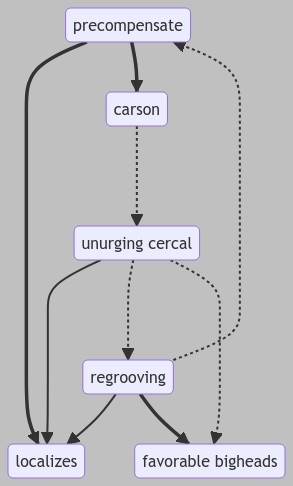 precompensate
carson
unurging cercal
regrooving
localizes
favorable bigheads